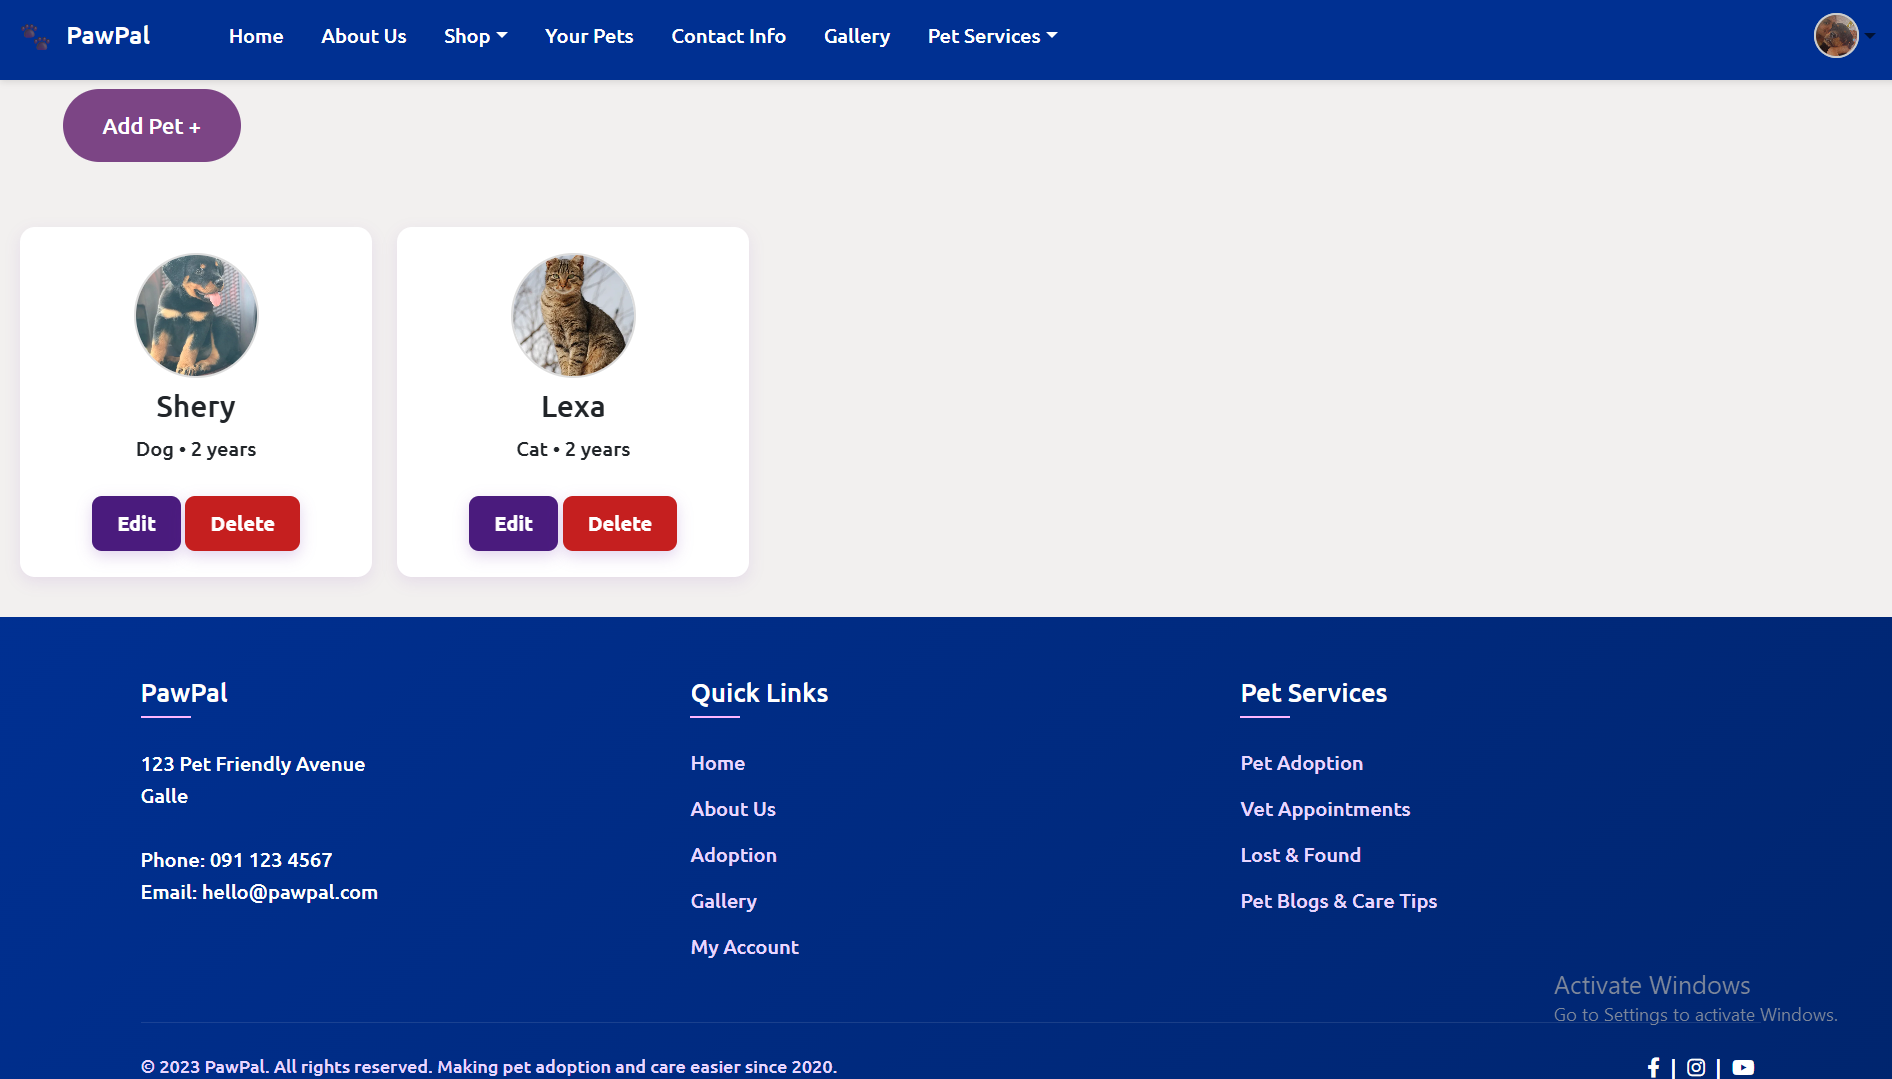 PawPal
Home About Us Shop Your Pets Contact Info Gallery Pet Services
Add Pet +
Shery
Dog • 2 years
Edit Delete
Lexa
Cat • 2 years
Edit Delete
PawPal
123 Pet Friendly Avenue
Galle
Phone: 091 123 4567
Email: hello@pawpal.com
Quick Links
Home
About Us
Adoption
Gallery
My Account
Pet Services
Pet Adoption
Vet Appointments
Lost & Found
Pet Blogs & Care Tips
Activate Windows
Go to Settings to activate Windows.
© 2023 PawPal. All rights reserved. Making pet adoption and care easier since 2020.
| |